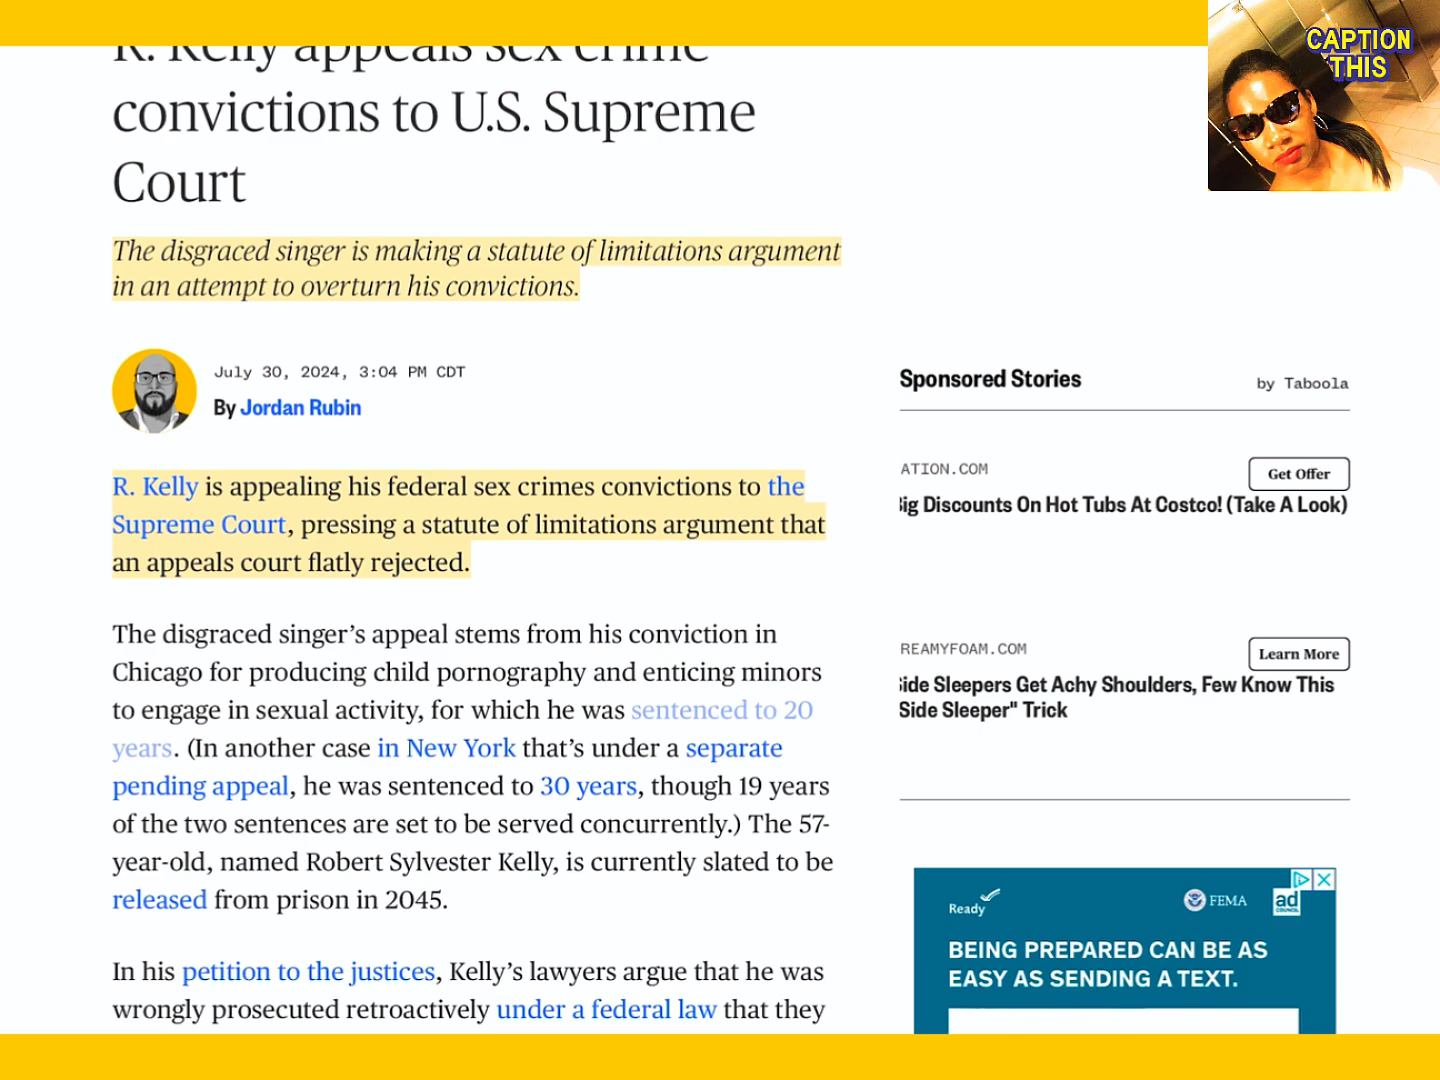 R. Kelly appeals sex crime
convictions to U.S. Supreme
Court
CAPTION
THIS
The disgraced singer is making a statute of limitations argument
in an attempt to overturn his convictions.
July 30, 2024, 3:04 PM CDT
By Jordan Rubin
R. Kelly is appealing his federal sex crimes convictions to the
Supreme Court, pressing a statute of limitations argument that
an appeals court flatly rejected.
The disgraced singer’s appeal stems from his conviction in
Chicago for producing child pornography and enticing minors
to engage in sexual activity, for which he was sentenced to 20
years. (In another case in New York that’s under a separate
pending appeal, he was sentenced to 30 years, though 19 years
of the two sentences are set to be served concurrently.) The 57-
year-old, named Robert Sylvester Kelly, is currently slated to be
released from prison in 2045.
In his petition to the justices, Kelly’s lawyers argue that he was
wrongly prosecuted retroactively under a federal law that they
Sponsored Stories
by Taboola
ATION.COM
Get Offer
Big Discounts On Hot Tubs At Costco! (Take A Look)
REAMYFOAM.COM
Learn More
Side Sleepers Get Achy Shoulders, Few Know This
Side Sleeper" Trick
Ready
FEMA
ad
COUNCIL
BEING PREPARED CAN BE AS
EASY AS SENDING A TEXT.